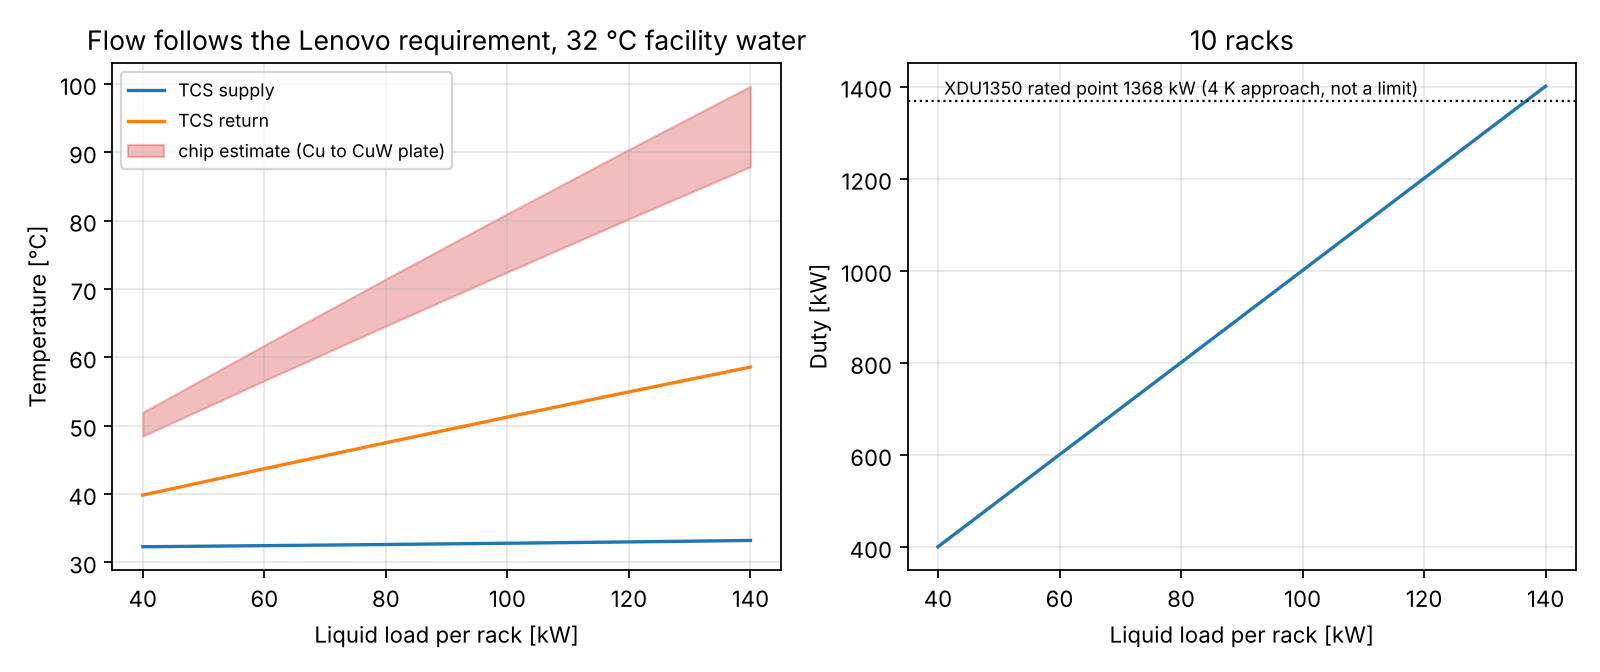 Flow follows the Lenovo requirement, 32 °C facility water
TCS supply
TCS return
chip estimate (Cu to CuW plate)
100
90
80
70
60
50
40
30
Temperature [°C]
40 60 80 100 120 140
Liquid load per rack [kW]
10 racks
XDU1350 rated point 1368 kW (4 K approach, not a limit)
1400
1200
1000
800
600
400
Duty [kW]
40 60 80 100 120 140
Liquid load per rack [kW]